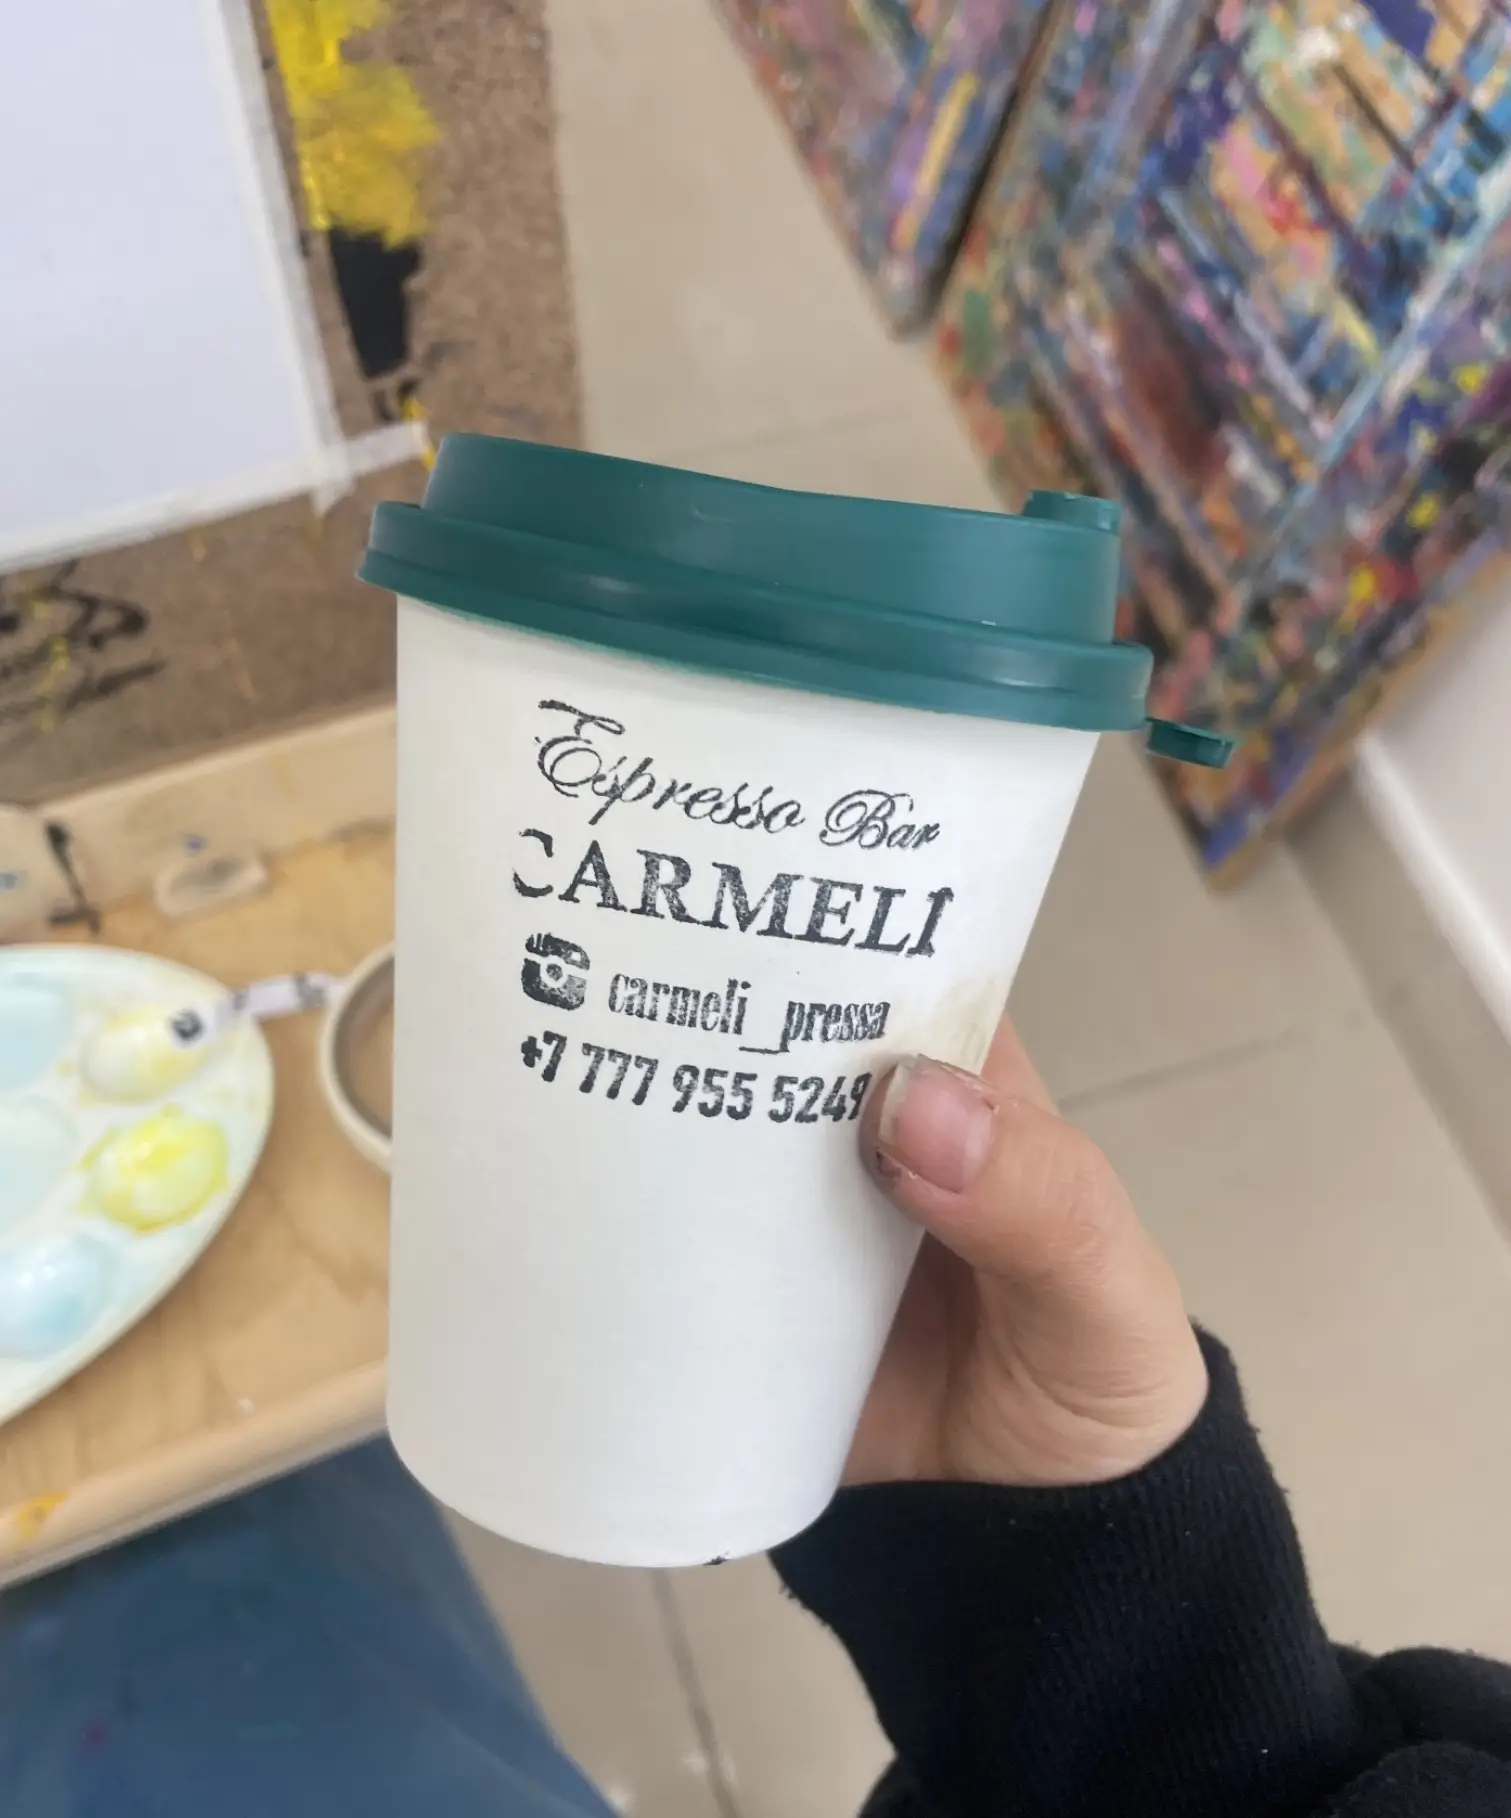 Espresso Bar
CARMELI
carmeli_pressa
+7 777 955 5249